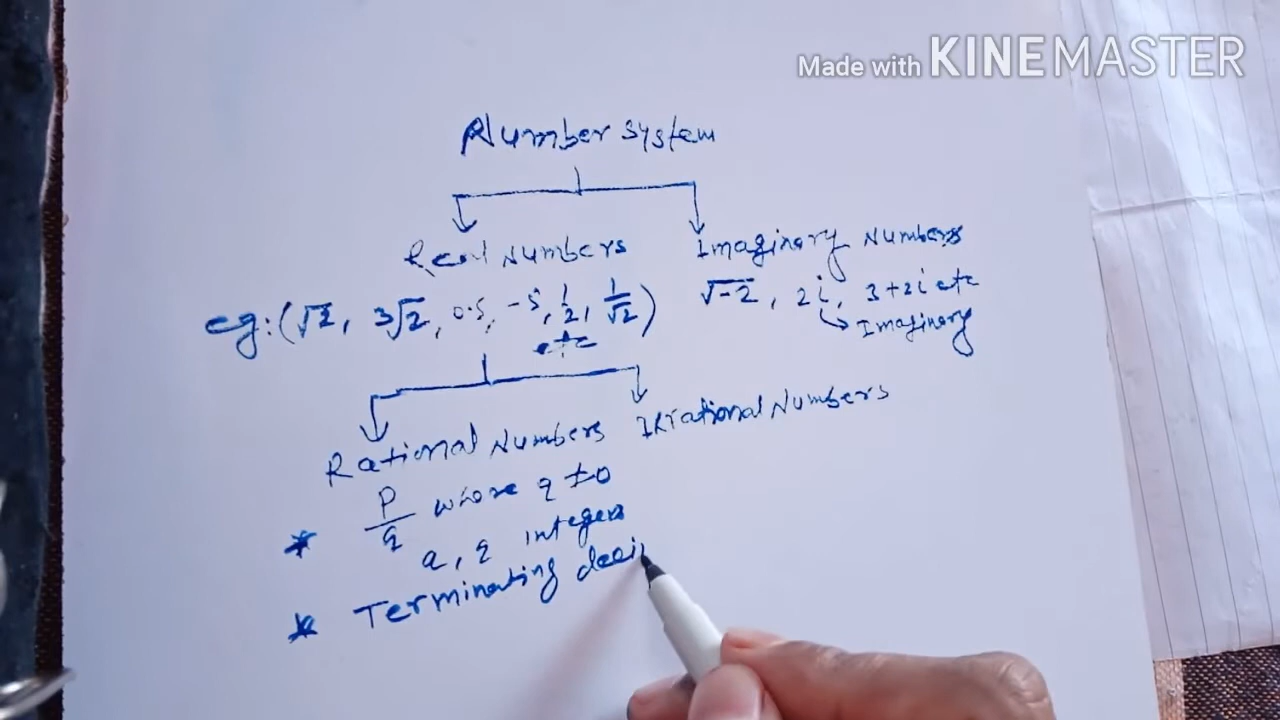 Made with KINEMASTER
Number system
Real Numbers
Imaginary Numbers
eg:(√2, 3√2, 0.5, -5, 1/2, 1/√2)
etc
√-2, 2i, 3+2i etc
Imaginary
Rational Numbers
Irrational Numbers
* P/q where q ≠0
a, q integers
* Terminating deci